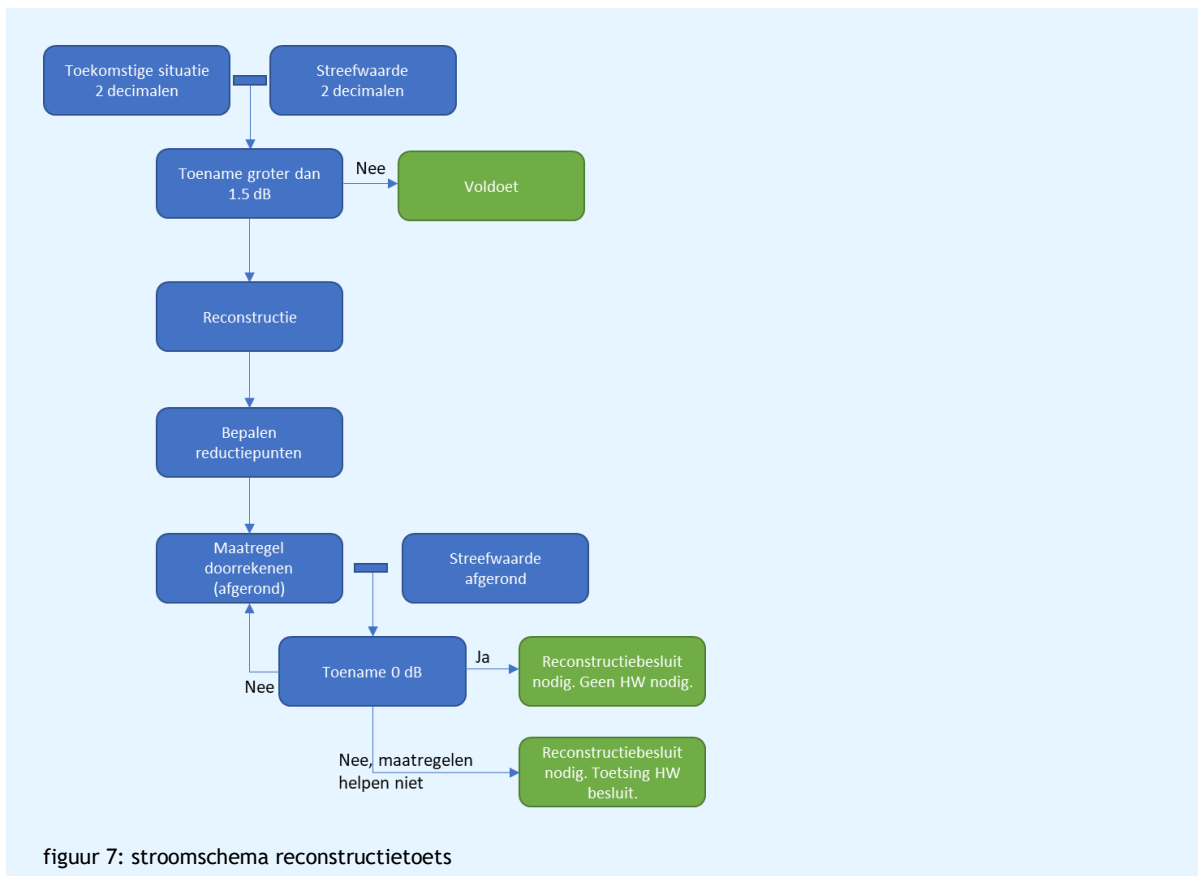 Toekomstige situatie
2 decimalen
Streefwaarde
2 decimalen
Toename groter dan
1.5 dB
Nee
Voldoet
Reconstructie
Bepalen
reductiepunten
Maatregel
doorrekenen
(afgerond)
Streefwaarde
afgerond
Toename 0 dB
Nee
Ja
Reconstructiebesluit
nodig. Geen HW nodig.
Nee, maatregelen
helpen niet
Reconstructiebesluit
nodig. Toetsing HW
besluit.
figuur 7: stroomschema reconstructietoets